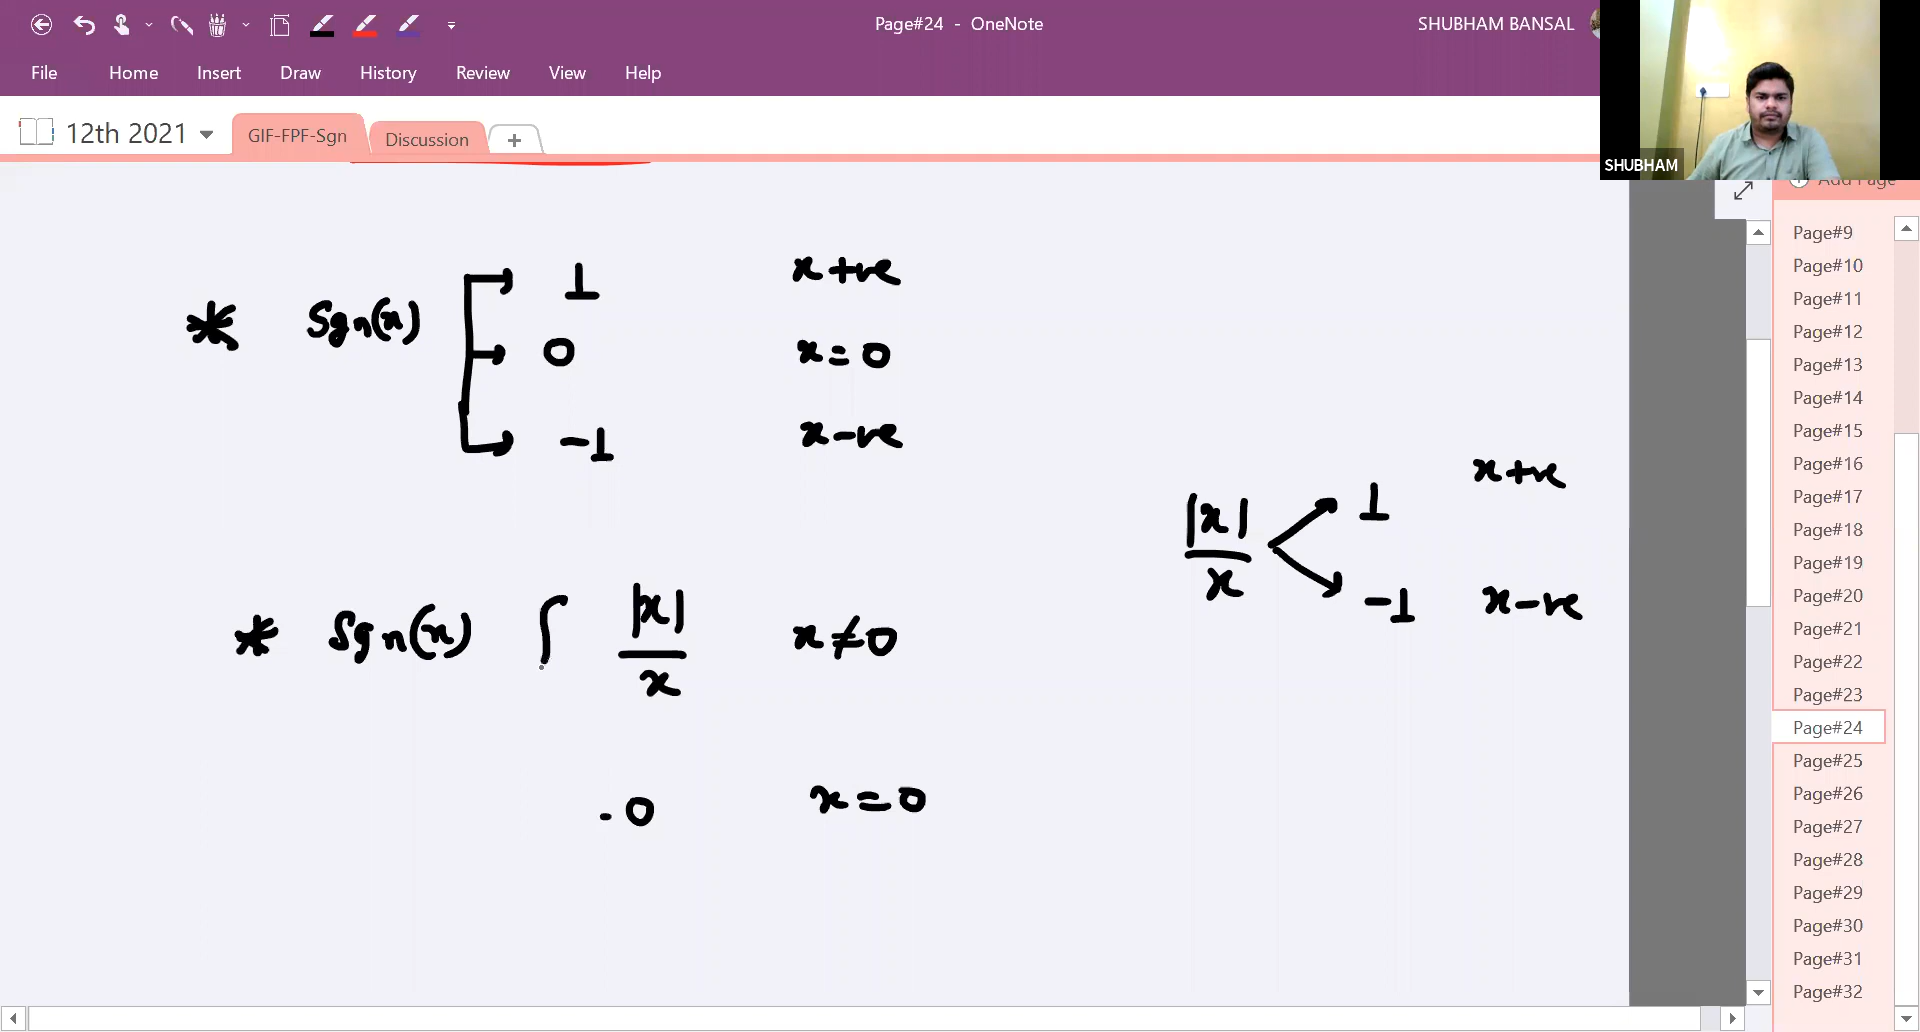 Page#24 - OneNote
SHUBHAM BANSAL
File Home Insert Draw History Review View Help
12th 2021
GIF-FPF-Sgn
Discussion
+
SHUBHAM
Add Page
Page#9
Page#10
Page#11
Page#12
Page#13
Page#14
Page#15
Page#16
Page#17
Page#18
Page#19
Page#20
Page#21
Page#22
Page#23
Page#24
Page#25
Page#26
Page#27
Page#28
Page#29
Page#30
Page#31
Page#32
* Sgn(x) 1 x +ve
0 x = 0
-1 x -ve
|x|/x 1 x +ve
-1 x -ve
* Sgn(x) |x|/x x ≠ 0
0 x = 0